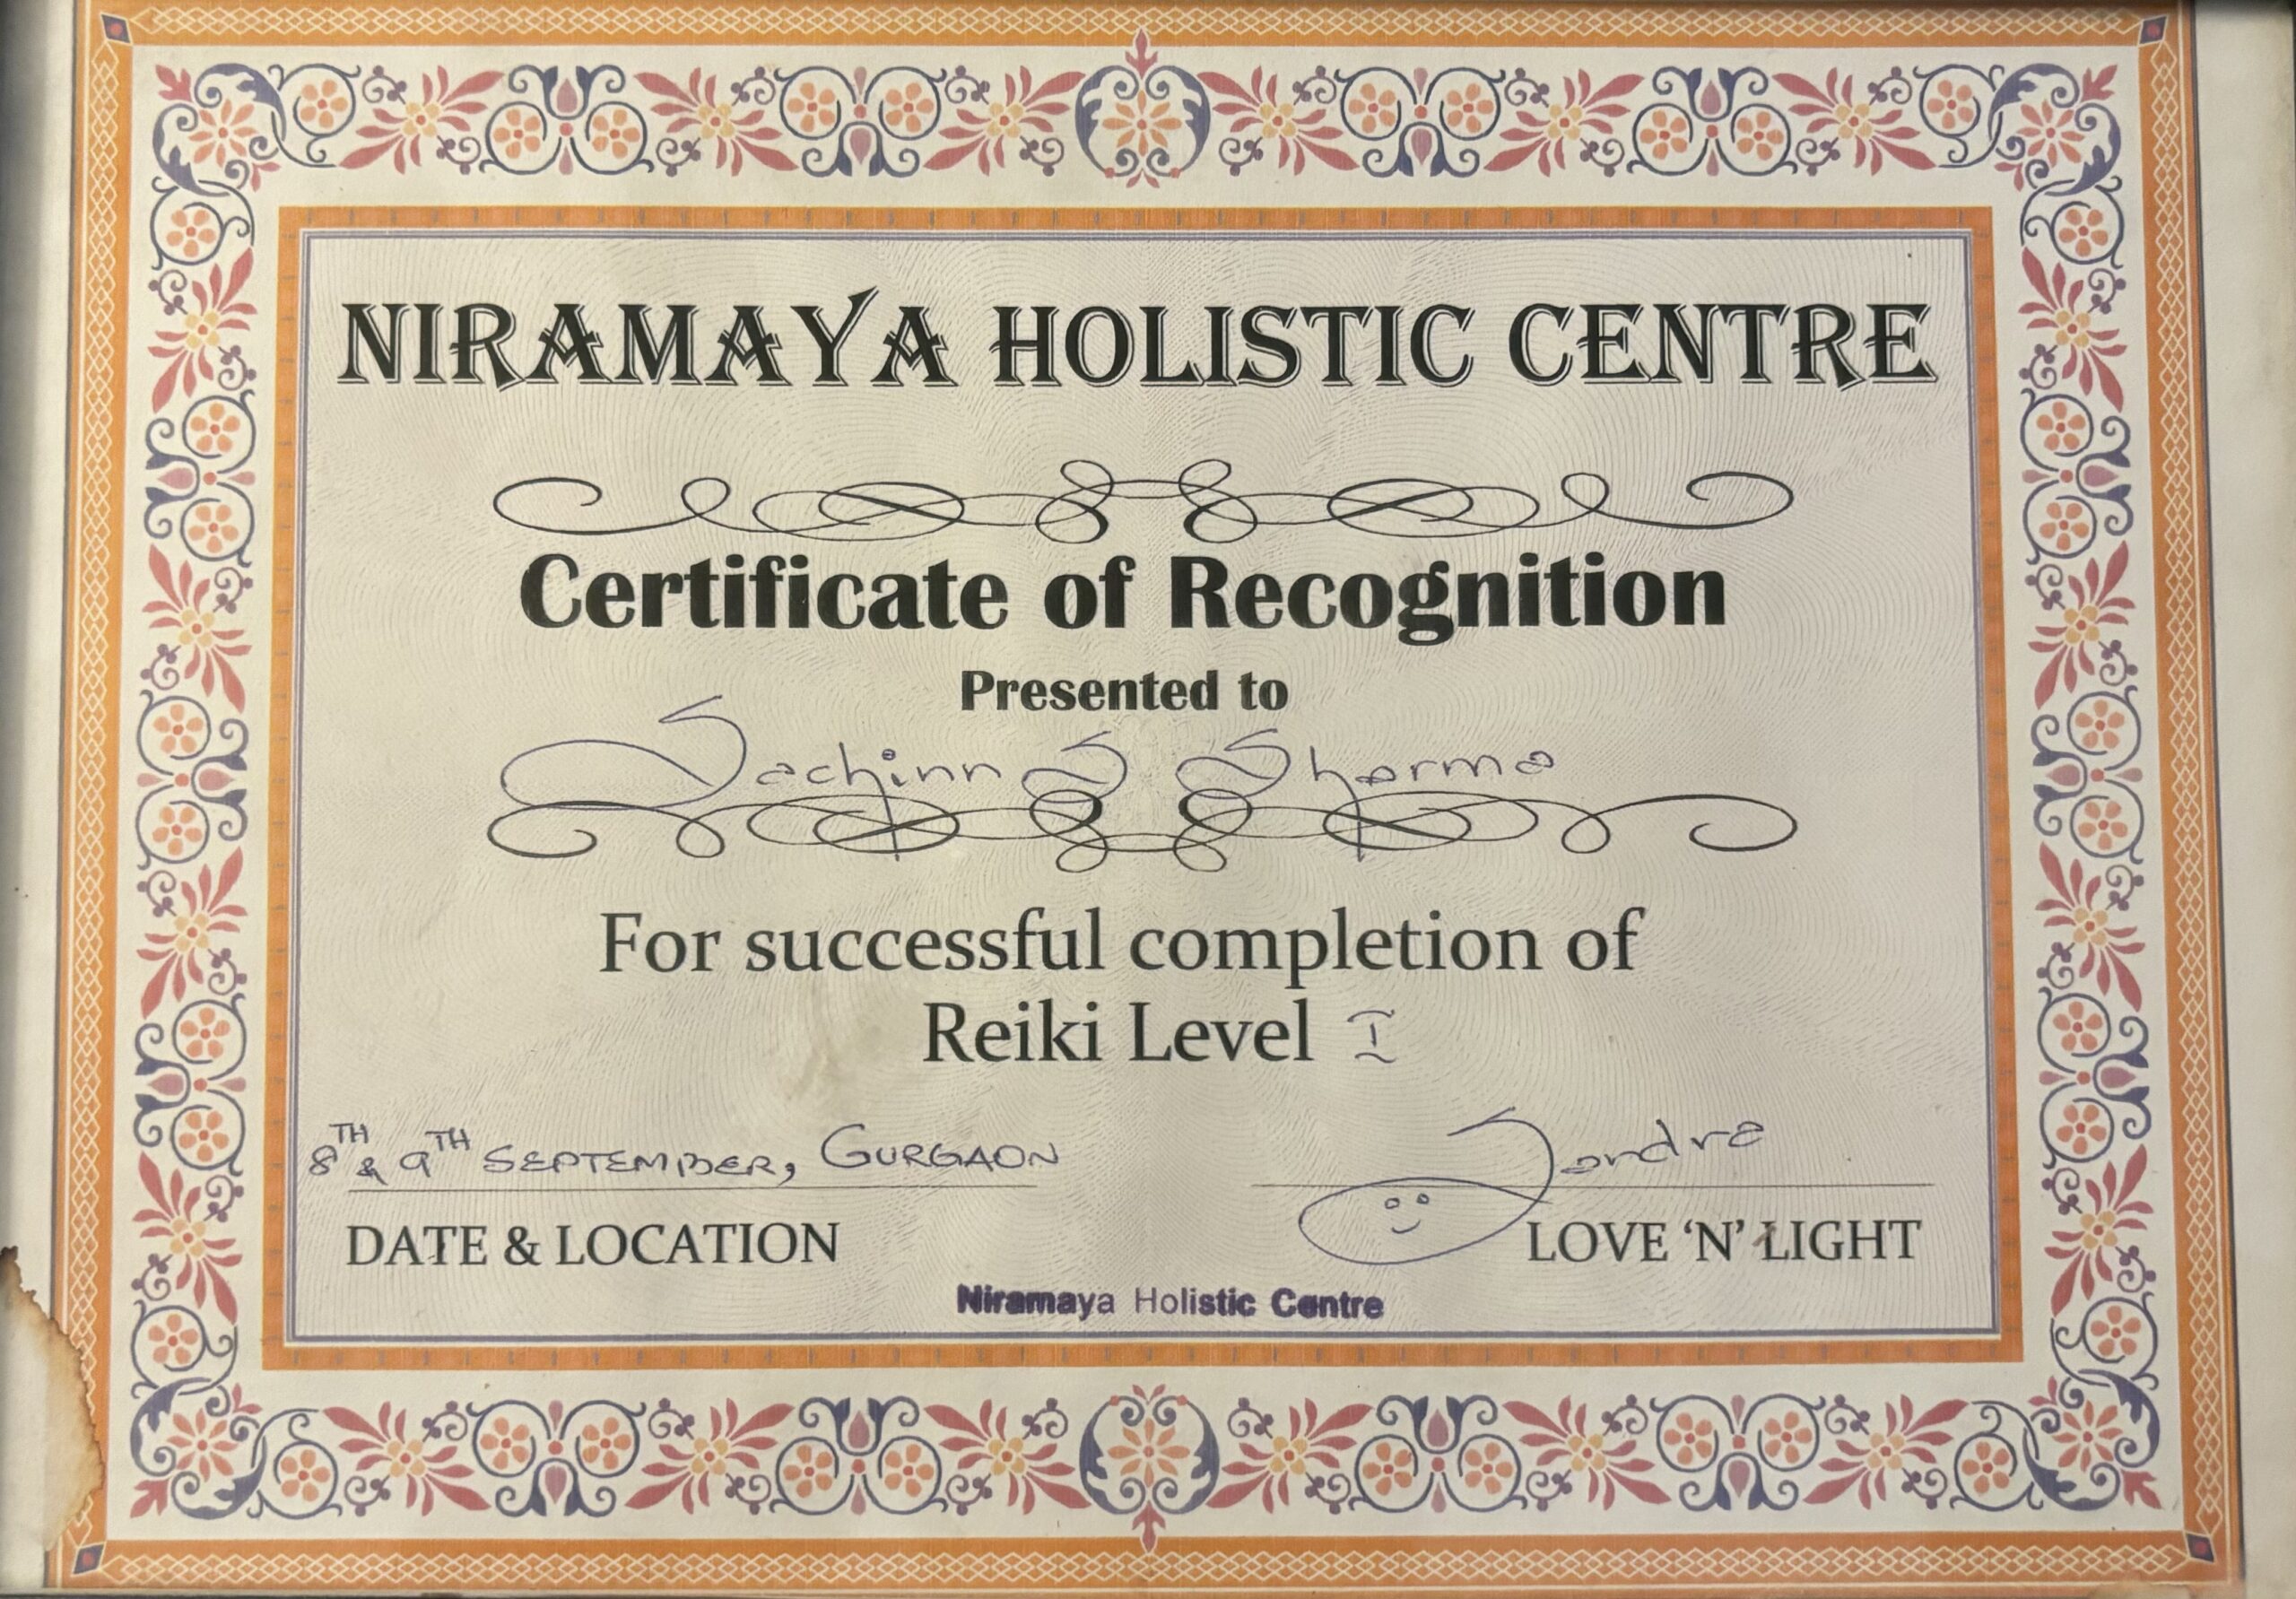 NIRAMAYA HOLISTIC CENTRE
Certificate of Recognition
Presented to
Sachinn S Sharma
For successful completion of
Reiki Level I
8TH & 9TH SEPTEMBER, GURGAON
Sandra
DATE & LOCATION
LOVE 'N' LIGHT
Niramaya Holistic Centre